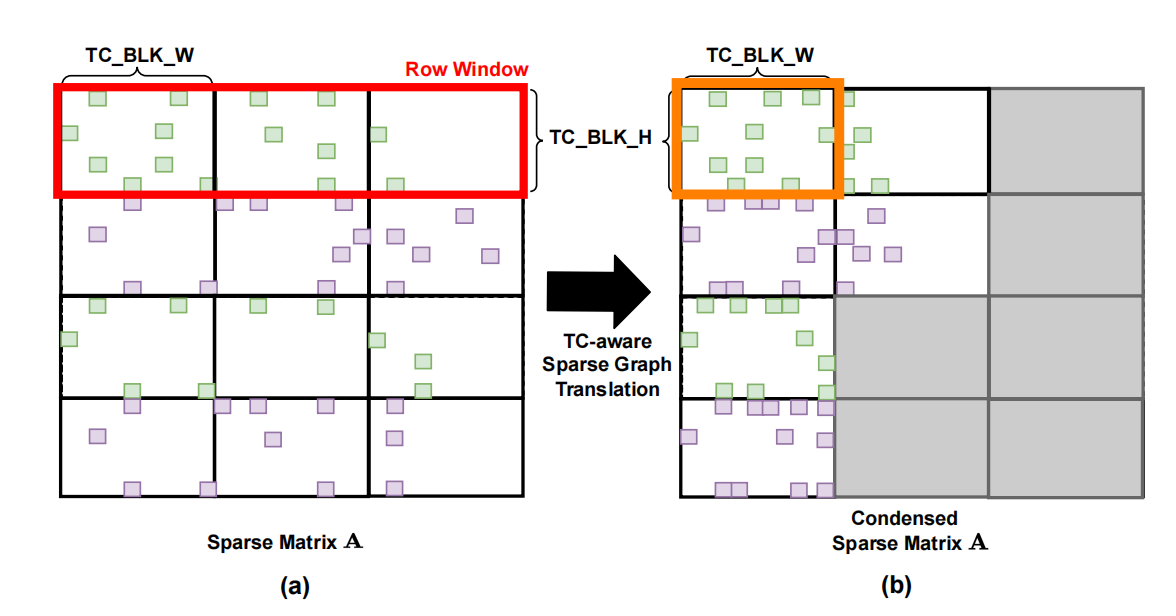 TC_BLK_W
TC_BLK_W
Row Window
TC_BLK_H
TC-aware
Sparse Graph
Translation
Sparse Matrix A
Condensed
Sparse Matrix A
(a)
(b)